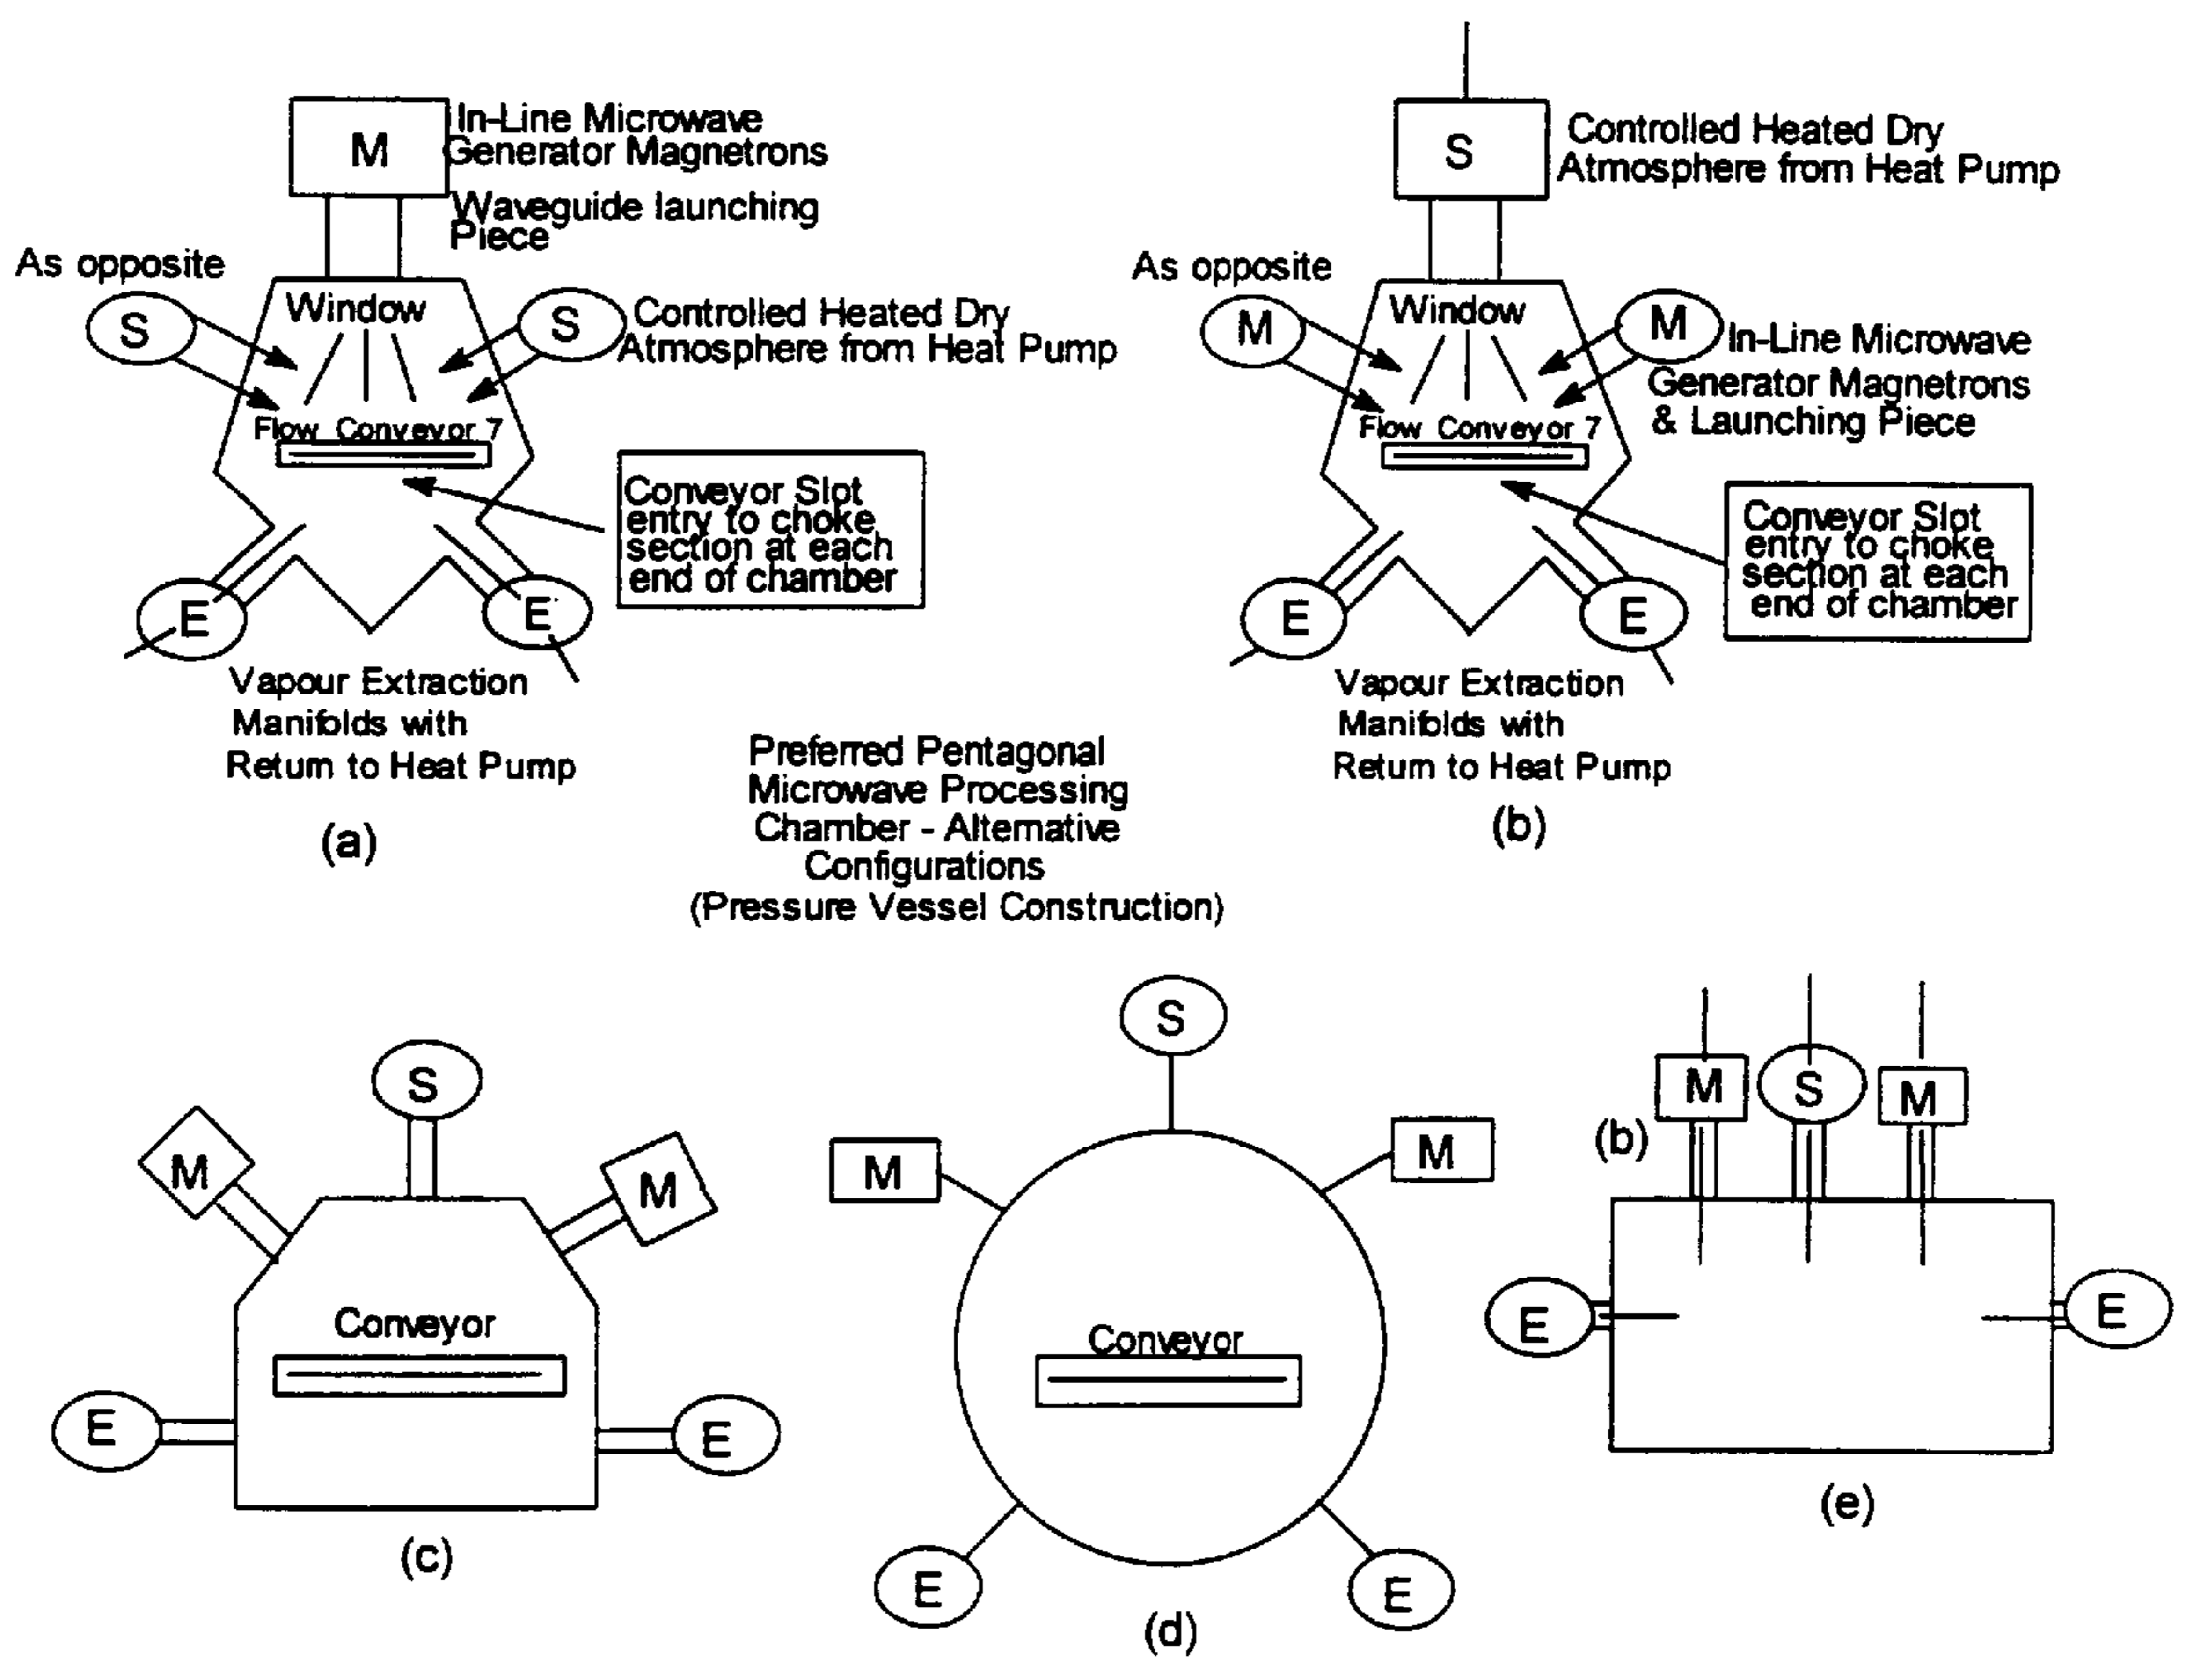 M
In-Line Microwave
Generator Magnetrons
Waveguide launching
Piece
As opposite
S
Window
S
Controlled Heated Dry
Atmosphere from Heat Pump
Flow Conveyor 7
Conveyor Slot
entry to choke
section at each
end of chamber
E
E
Vapour Extraction
Manifolds with
Return to Heat Pump
(a)
S
Controlled Heated Dry
Atmosphere from Heat Pump
As opposite
M
Window
M
In-Line Microwave
Generator Magnetrons
& Launching Piece
Flow Conveyor 7
Conveyor Slot
entry to choke
section at each
end of chamber
E
E
Vapour Extraction
Manifolds with
Return to Heat Pump
(b)
Preferred Pentagonal
Microwave Processing
Chamber - Alternative
Configurations
(Pressure Vessel Construction)
S
M
M
Conveyor
E
E
(c)
S
M
M
Conveyor
E
E
(d)
M
S
M
(b)
E
E
(e)